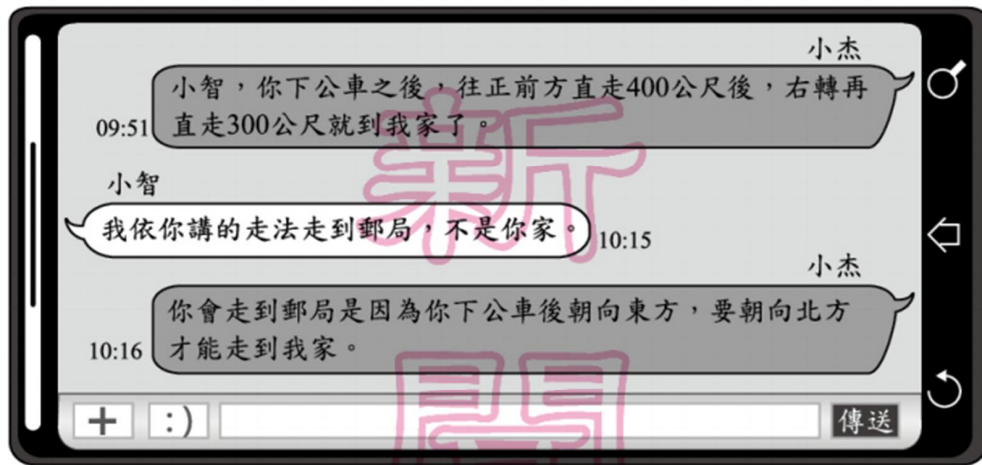 小杰
小智，你下公車之後，往正前方直走400公尺後，右轉再
直走300公尺就到我家了。
09:51
小智
我依你講的走法走到郵局，不是你家。
10:15
小杰
你會走到郵局是因為你下公車後朝向東方，要朝向北方
才能走到我家。
10:16
+
:)
傳送
新
聞